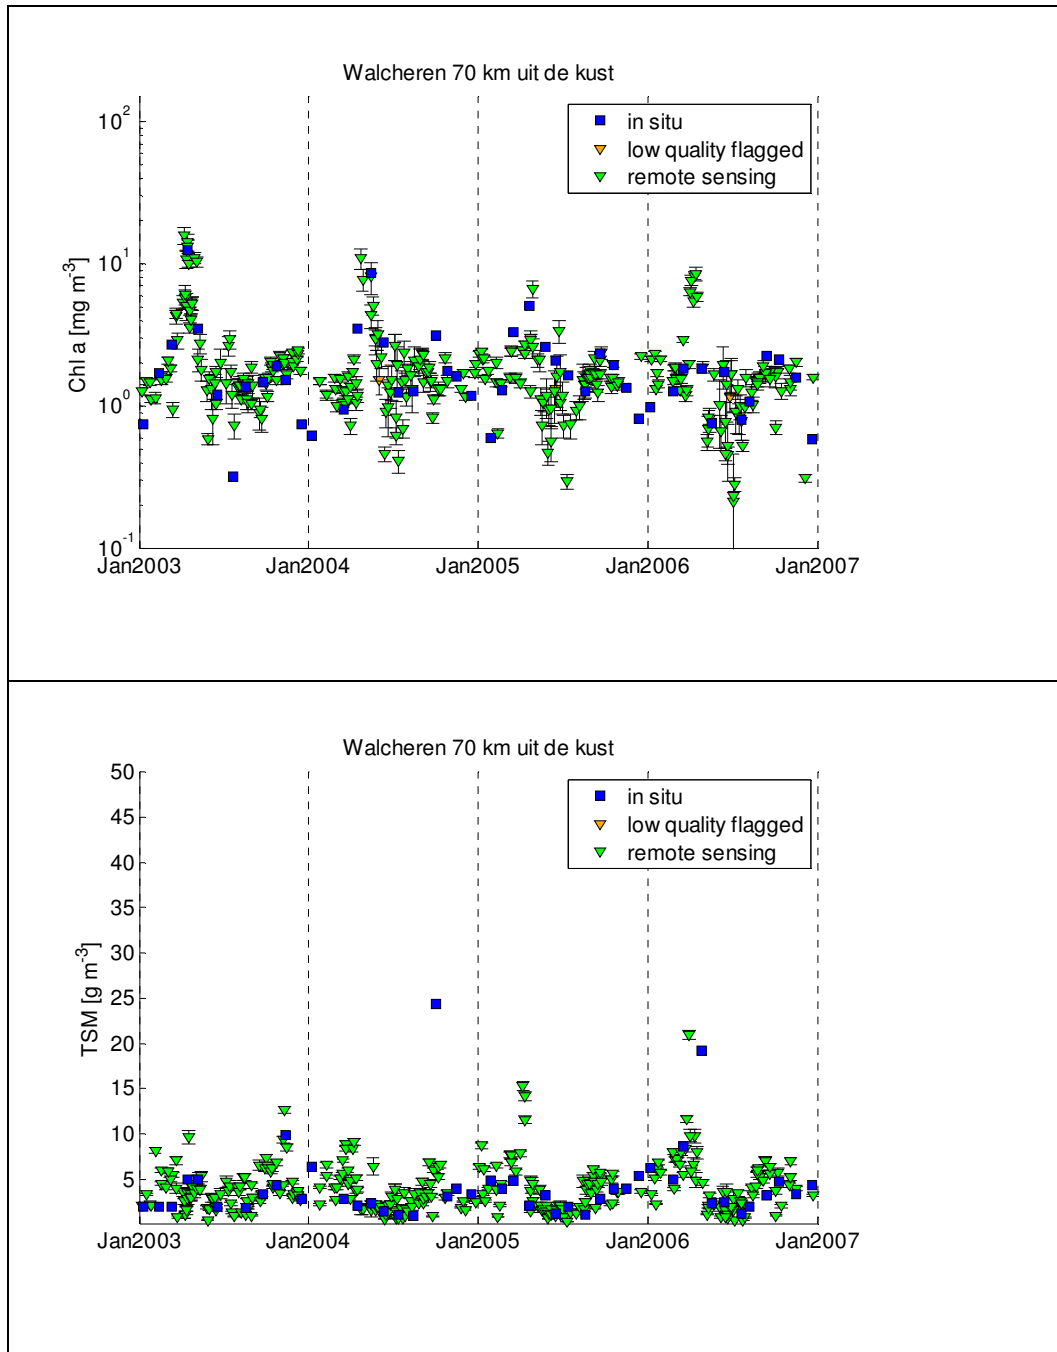 Walcheren 70 km uit de kust
in situ
low quality flagged
remote sensing
Chl a [mg m-3]
10^2
10^1
10^0
10^-1
Jan2003 Jan2004 Jan2005 Jan2006 Jan2007
Walcheren 70 km uit de kust
in situ
low quality flagged
remote sensing
TSM [g m-3]
50
45
40
35
30
25
20
15
10
5
Jan2003 Jan2004 Jan2005 Jan2006 Jan2007